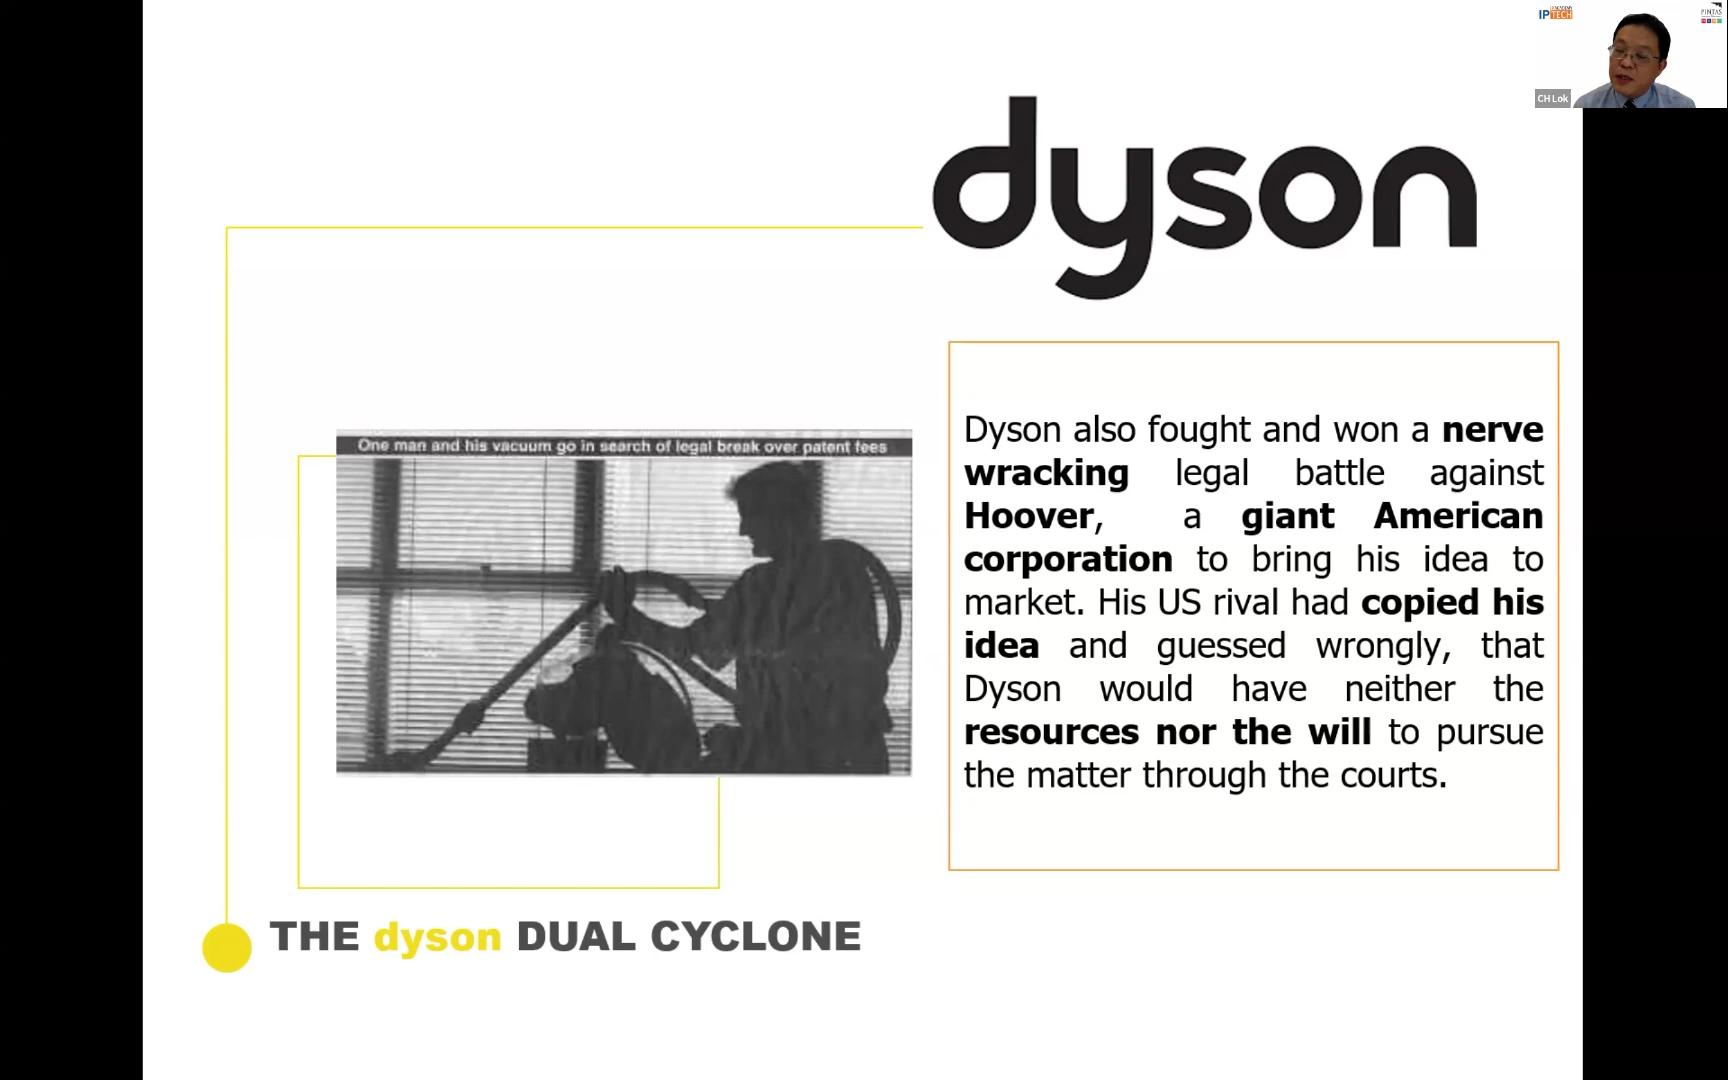 IP ACADEMY
IPTECH
PINTAS
CH Lok
dyson
One man and his vacuum go in search of legal break over patent fees
Dyson also fought and won a nerve
wracking legal battle against
Hoover, a giant American
corporation to bring his idea to
market. His US rival had copied his
idea and guessed wrongly, that
Dyson would have neither the
resources nor the will to pursue
the matter through the courts.
THE dyson DUAL CYCLONE